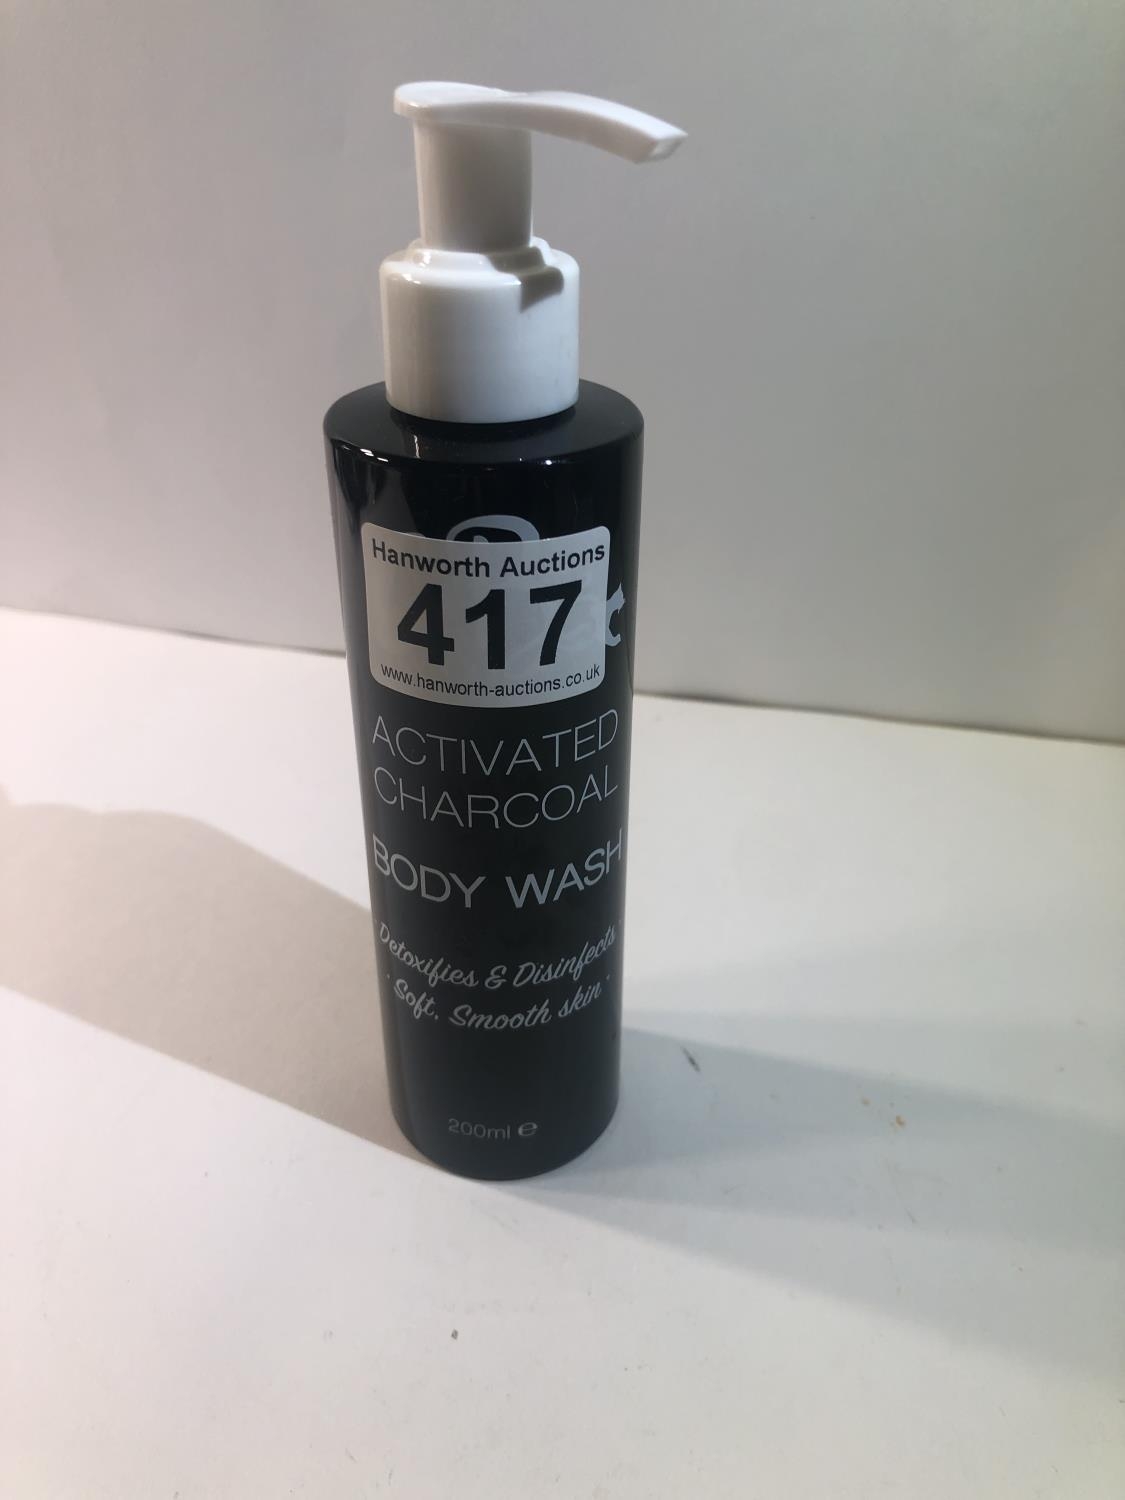 Hanworth Auctions
417
www.hanworth-auctions.co.uk
ACTIVATED
CHARCOAL
BODY WASH
· Detoxifies & Disinfects ·
· Soft, Smooth skin ·
200ml ℮